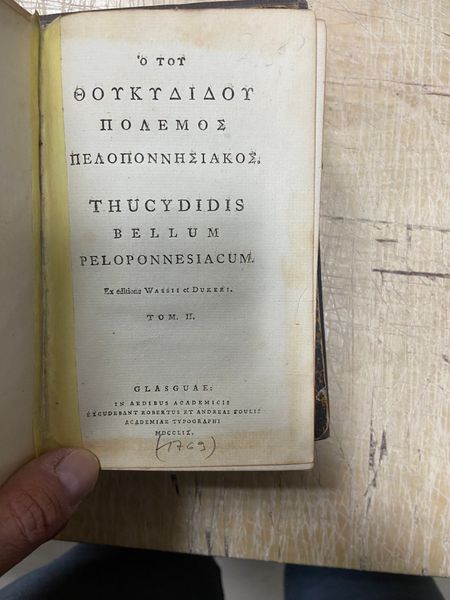 Ὁ ΤΟΥ
ΘΟΥΚΥΔΙΔΟΥ
ΠΟΛΕΜΟΣ
ΠΕΛΟΠΟΝΝΗΣΙΑΚΟΣ.
THUCYDIDIS
BELLUM
PELOPONNESIACUM.
Ex editione WASSII et DUKERI.
TOM. II.
GLASGUAE:
IN AEDIBUS ACADEMICIS
EXCUDEBANT ROBERTUS ET ANDREAS FOULIS
ACADEMIAE TYPOGRAPHI
MDCCLIX.
(1769)